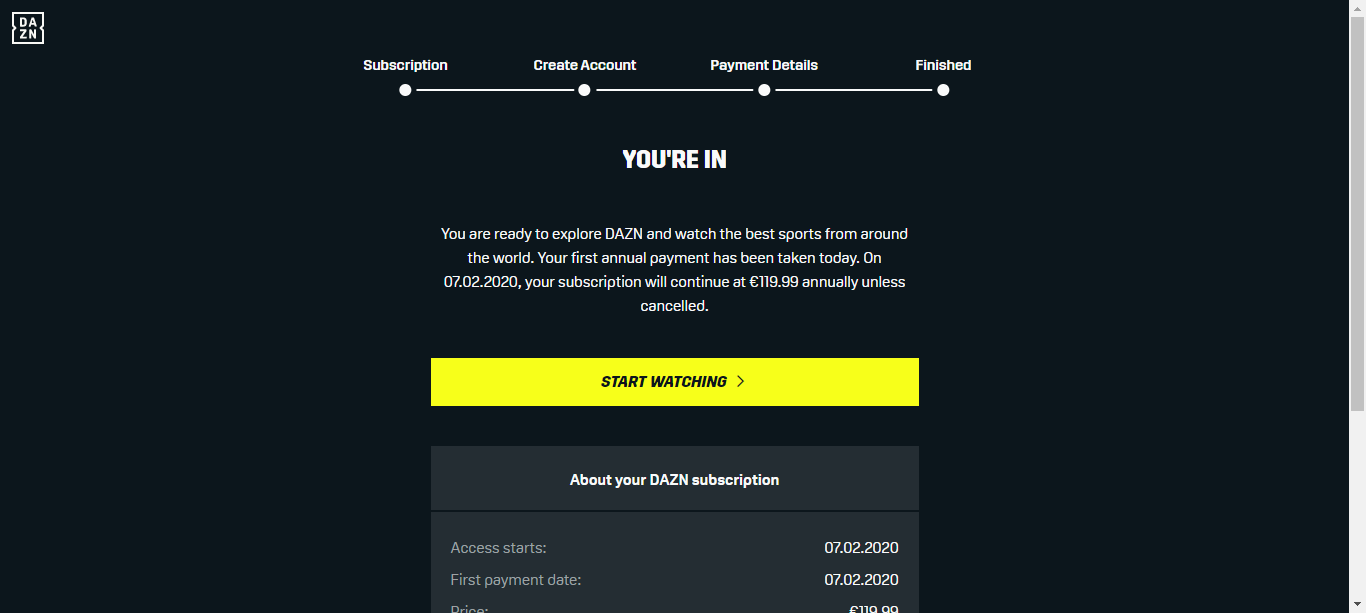 DA
ZN
Subscription Create Account Payment Details Finished
YOU'RE IN
You are ready to explore DAZN and watch the best sports from around
the world. Your first annual payment has been taken today. On
07.02.2020, your subscription will continue at €119.99 annually unless
cancelled.
START WATCHING >
About your DAZN subscription
Access starts: 07.02.2020
First payment date: 07.02.2020
Price: €119.99